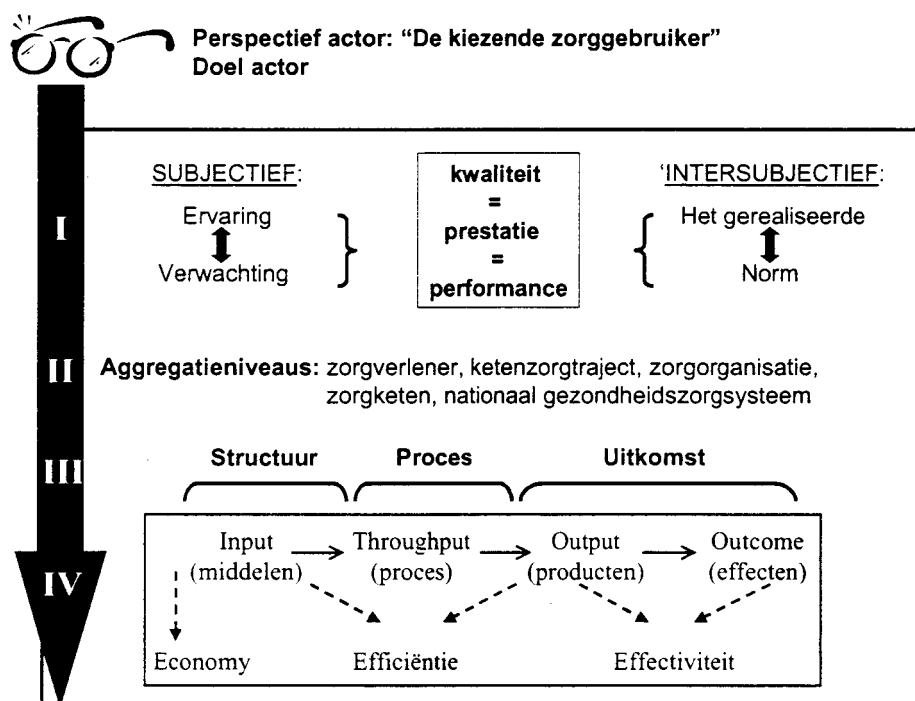 Perspectief actor: “De kiezende zorggebruiker”
Doel actor
SUBJECTIEF:
kwaliteit
'INTERSUBJECTIEF:
I
Ervaring
=
Het gerealiseerde
prestatie
Verwachting
=
Norm
performance
II
Aggregatieniveaus: zorgverlener, ketenzorgtraject, zorgorganisatie,
zorgketen, nationaal gezondheidszorgsysteem
III
Structuur Proces Uitkomst
IV
Input Throughput Output Outcome
(middelen) (proces) (producten) (effecten)
Economy Efficiëntie Effectiviteit